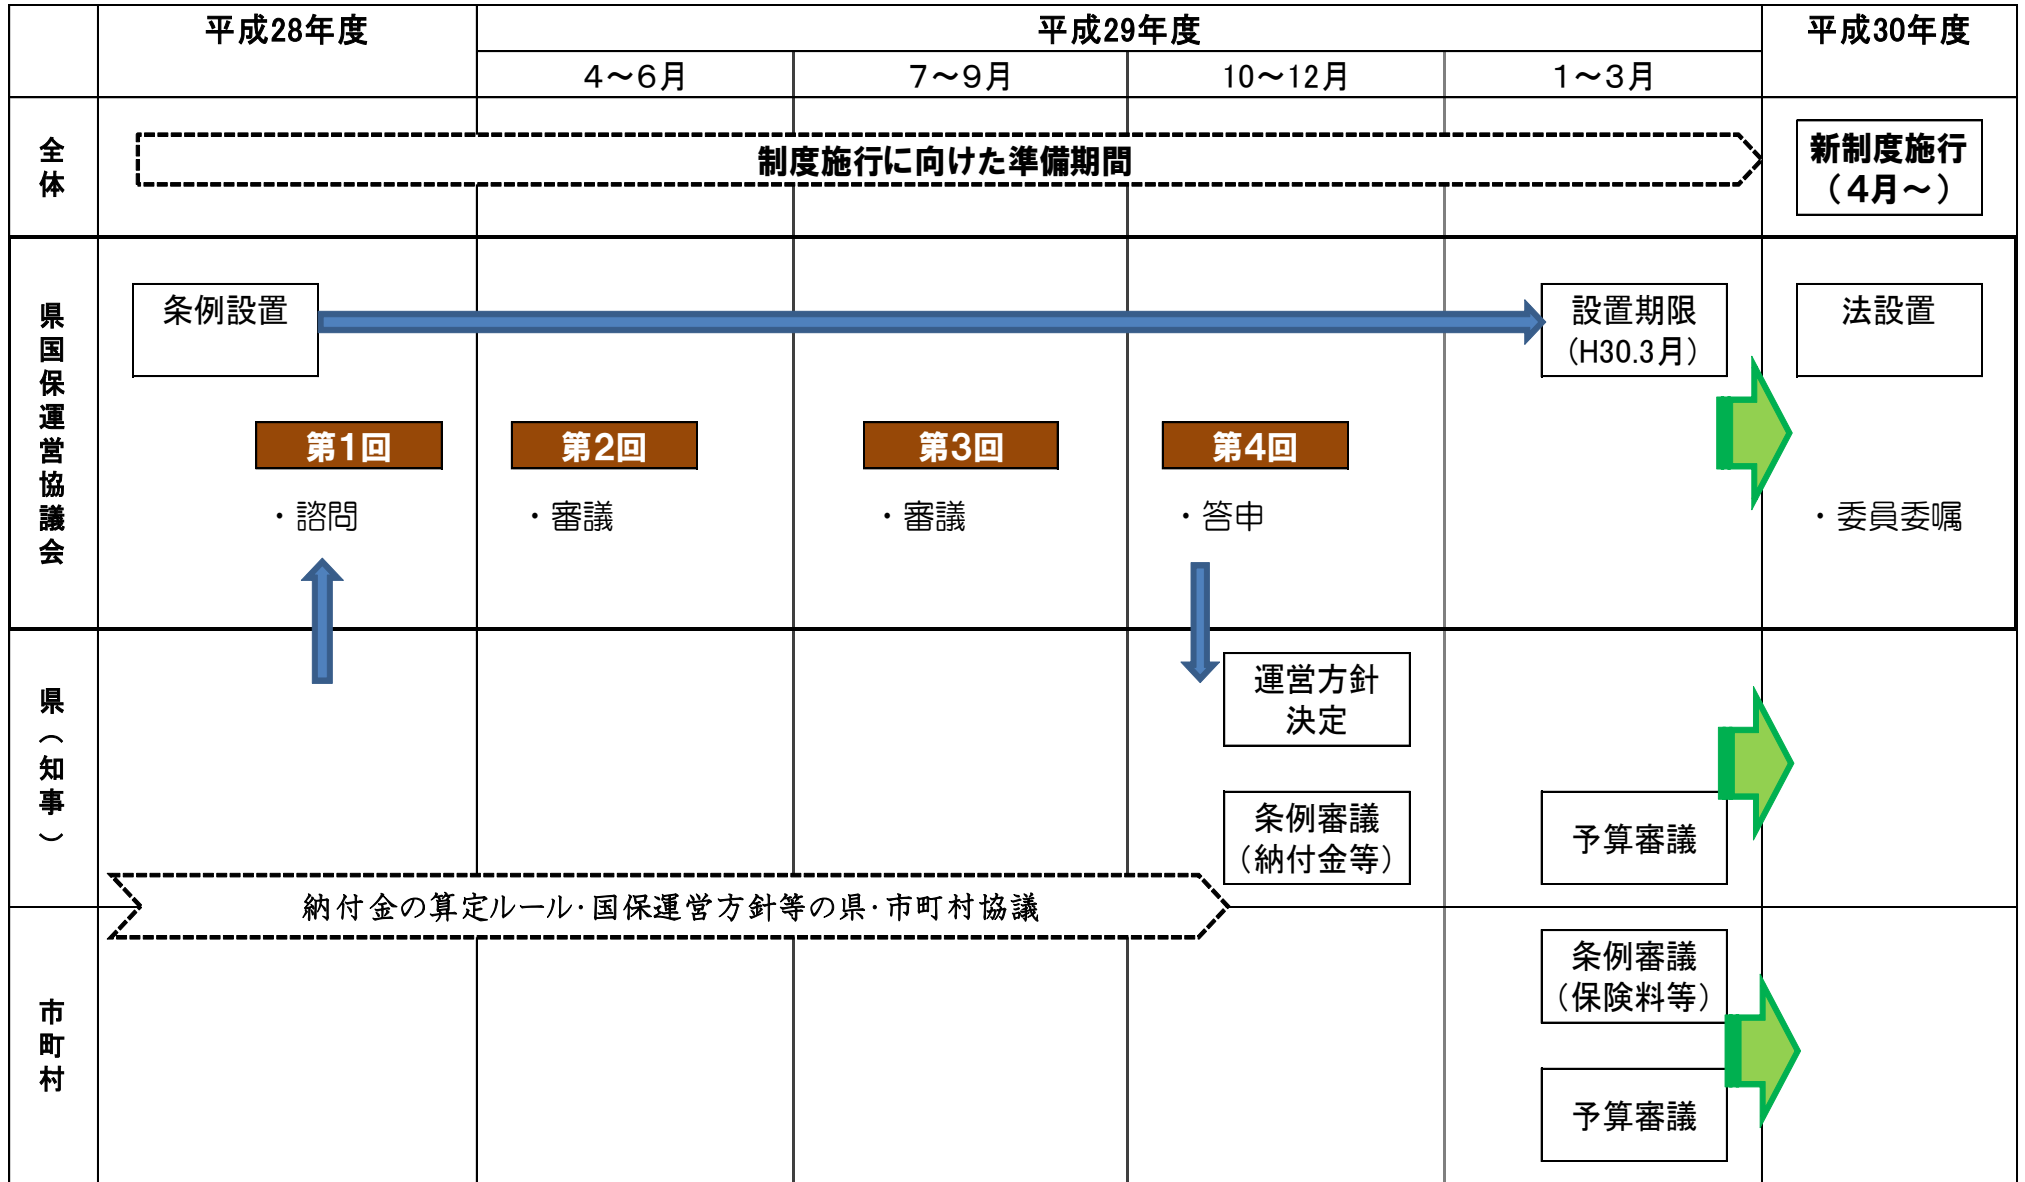 平成28年度
平成29年度
平成30年度
4～6月
7～9月
10～12月
1～3月
全体
制度施行に向けた準備期間
新制度施行
（4月～）
県国保運営協議会
条例設置
設置期限
(H30.3月)
法設置
第1回
第2回
第3回
第4回
・諮問
・審議
・審議
・答申
・委員委嘱
県（知事）
運営方針
決定
条例審議
(納付金等)
予算審議
納付金の算定ルール・国保運営方針等の県・市町村協議
市町村
条例審議
(保険料等)
予算審議